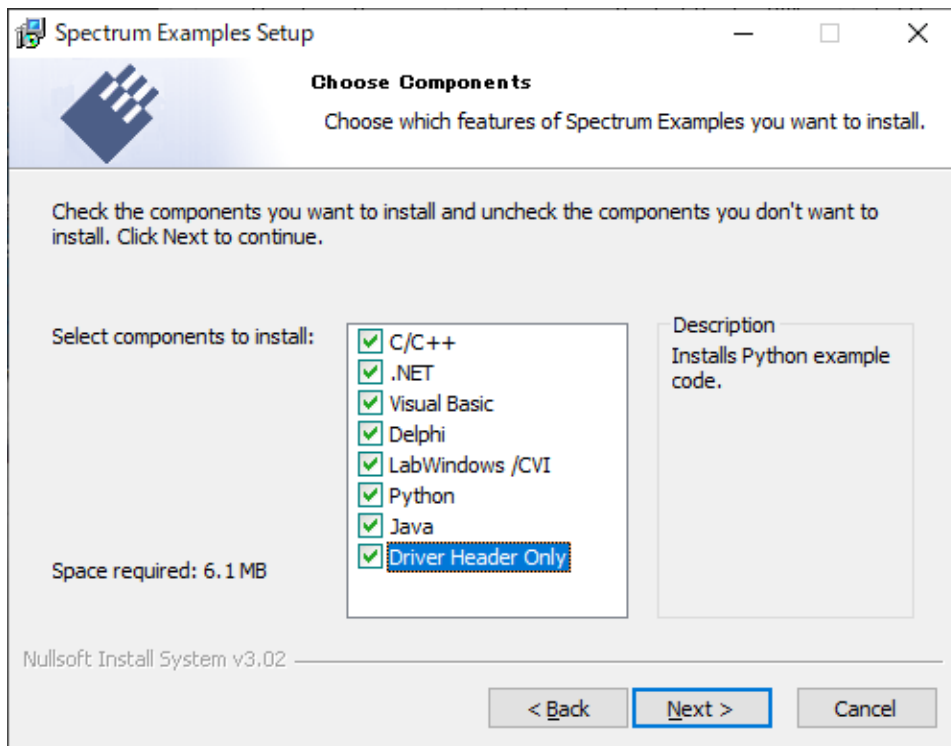 Spectrum Examples Setup
Choose Components
Choose which features of Spectrum Examples you want to install.
Check the components you want to install and uncheck the components you don't want to
install. Click Next to continue.
Select components to install:
C/C++
.NET
Visual Basic
Delphi
LabWindows /CVI
Python
Java
Driver Header Only
Description
Installs Python example
code.
Space required: 6.1 MB
Nullsoft Install System v3.02
< Back
Next >
Cancel